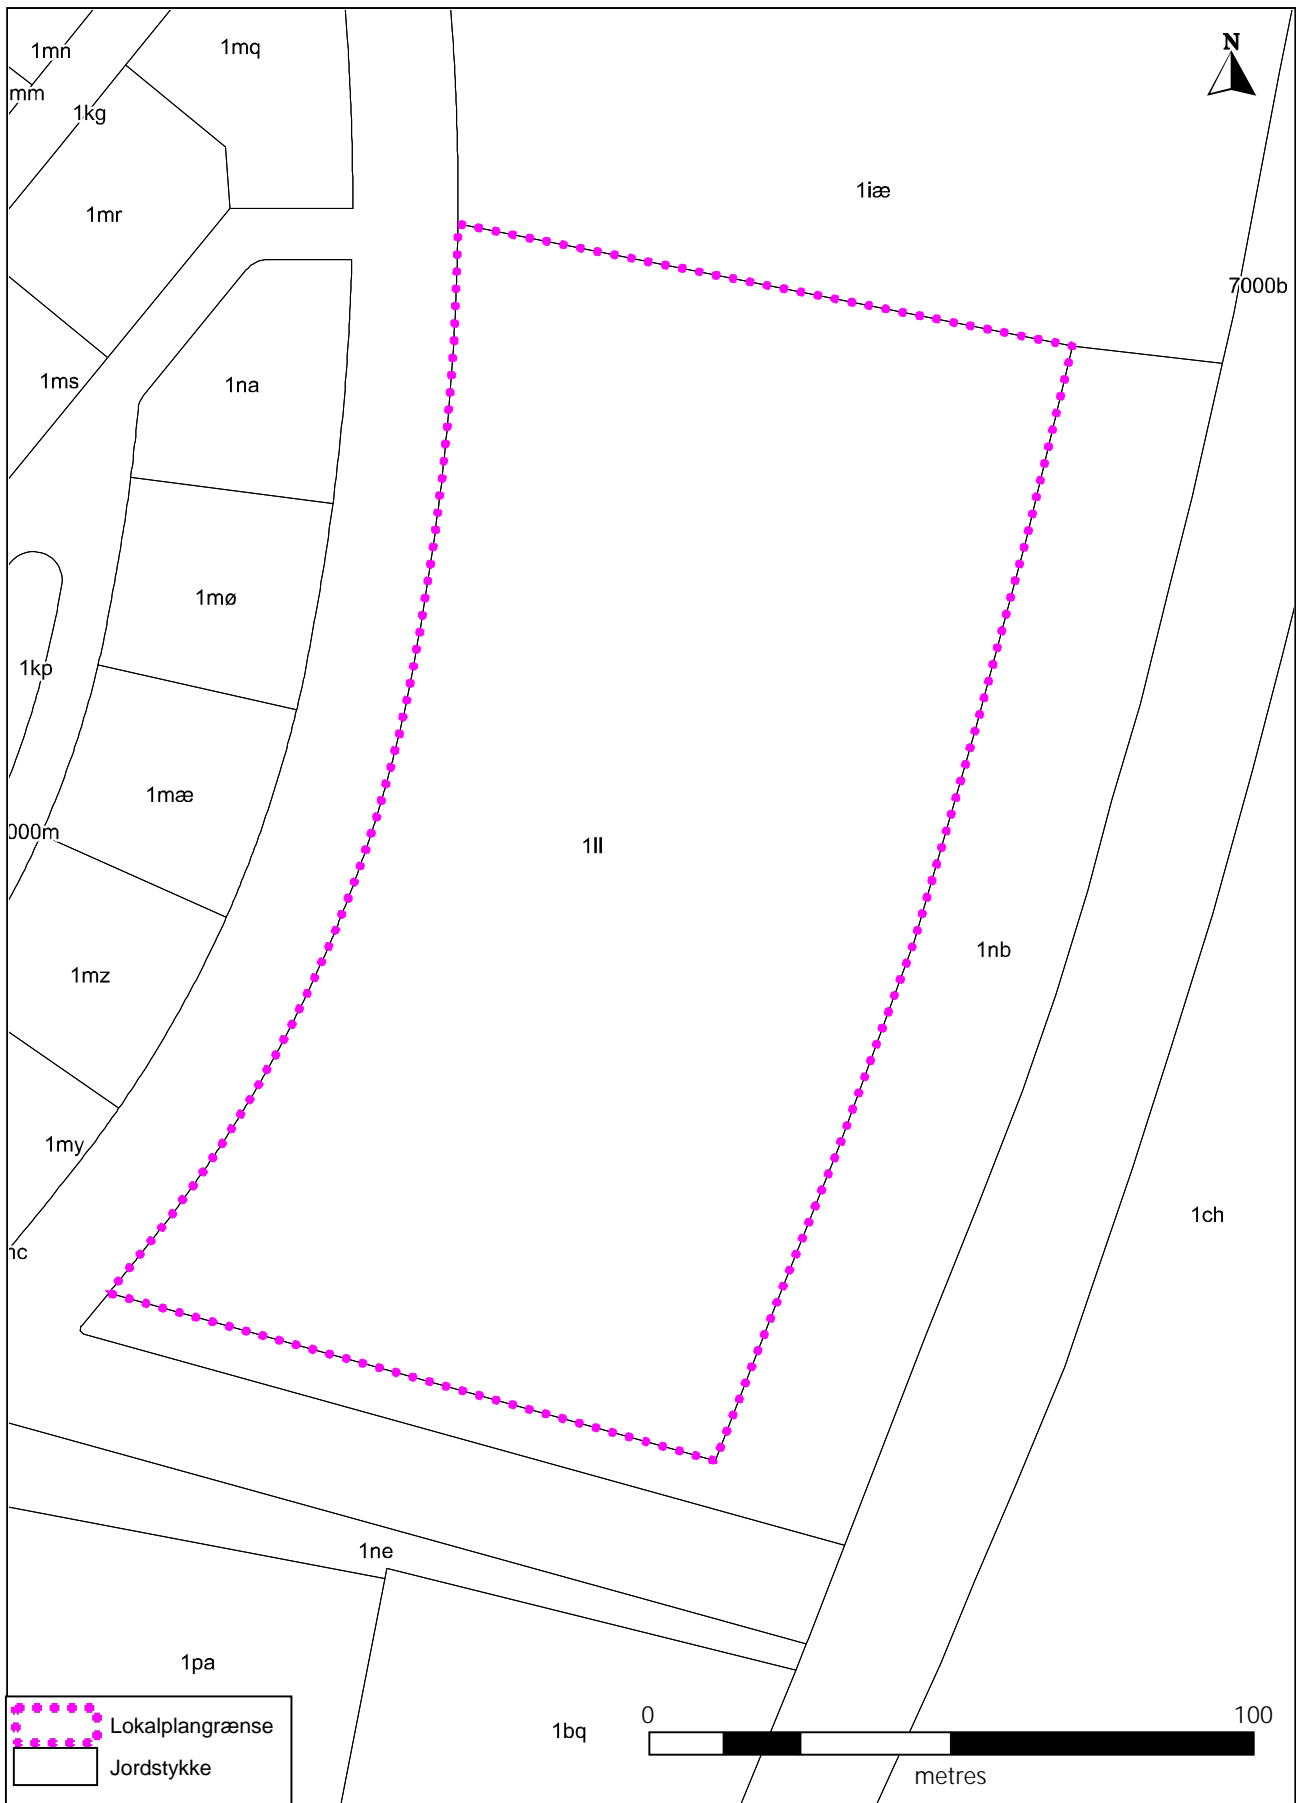 1mn
1mq
N
mm
1kg
1iæ
1mr
7000b
1ms
1na
1mø
1kp
1mæ
000m
1ll
1nb
1mz
1my
1ch
nc
1ne
1pa
Lokalplangrænse
Jordstykke
1bq
0 100
metres